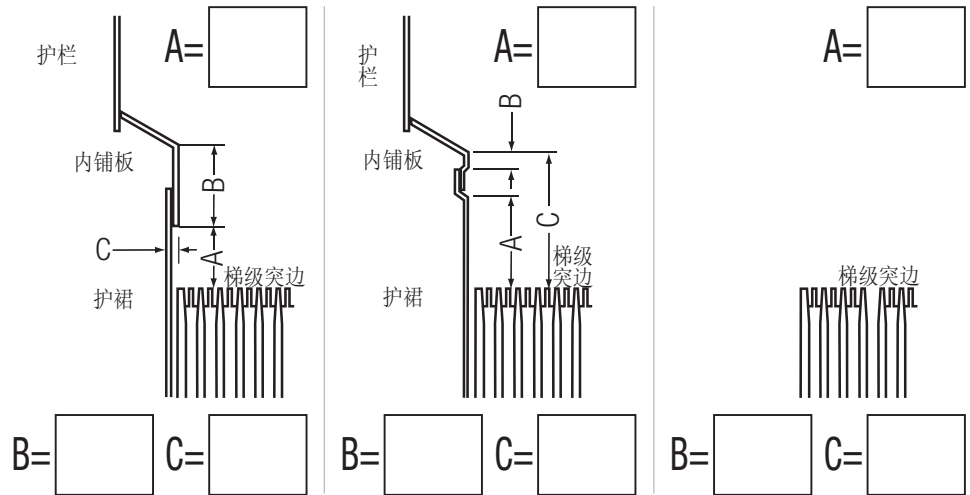 护栏
A=
内铺板
B
C
A
梯级突边
护裙
B=
C=
护
栏
A=
B
内铺板
C
A
梯级
突边
护裙
B=
C=
A=
梯级突边
B=
C=